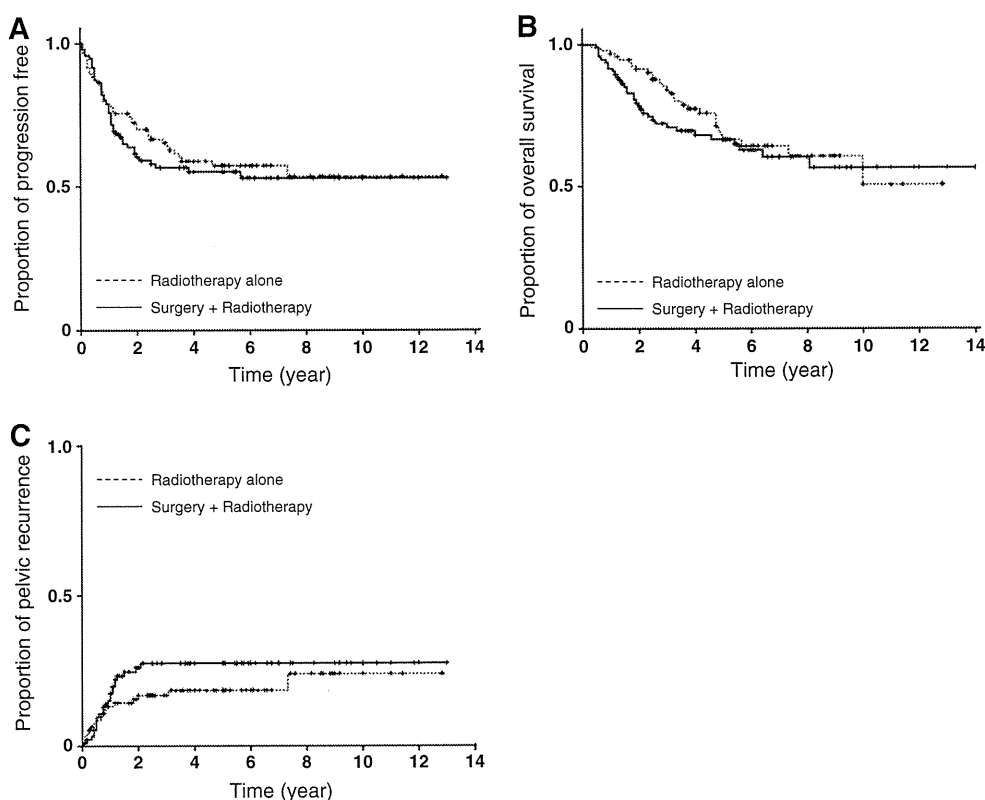 A
Proportion of progression free
1.0
0.5
0
Radiotherapy alone
Surgery + Radiotherapy
0 2 4 6 8 10 12 14
Time (year)
B
Proportion of overall survival
1.0
0.5
0
Radiotherapy alone
Surgery + Radiotherapy
0 2 4 6 8 10 12 14
Time (year)
C
Proportion of pelvic recurrence
1.0
0.5
0
Radiotherapy alone
Surgery + Radiotherapy
0 2 4 6 8 10 12 14
Time (year)